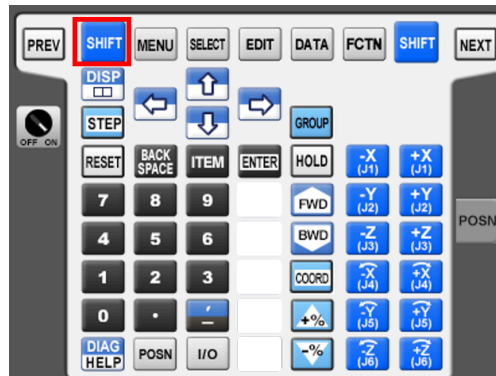 PREV SHIFT MENU SELECT EDIT DATA FCTN SHIFT NEXT
DISP
STEP GROUP
OFF ON
RESET BACK SPACE ITEM ENTER HOLD -X (J1) +X (J1)
7 8 9 FWD -Y (J2) +Y (J2)
POSN
4 5 6 BWD -Z (J3) +Z (J3)
1 2 3 COORD -X (J4) +X (J4)
0 . ′ — +% -Y (J5) +Y (J5)
DIAG HELP POSN I/O -% -Z (J6) +Z (J6)